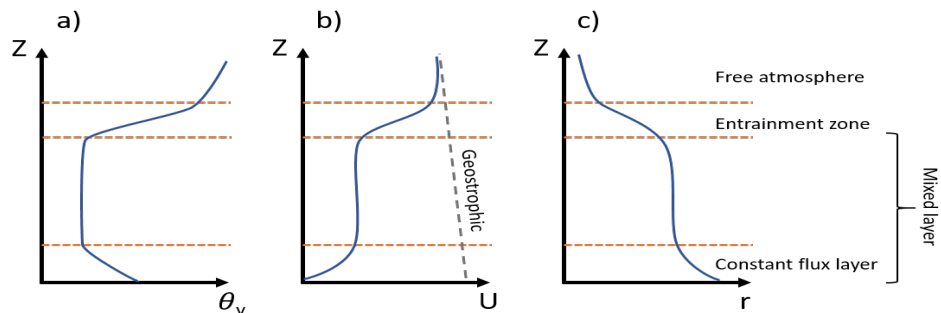 a)
b)
c)
Z
Z
Z
Free atmosphere
Entrainment zone
Geostrophic
Mixed layer
Constant flux layer
θv
U
r